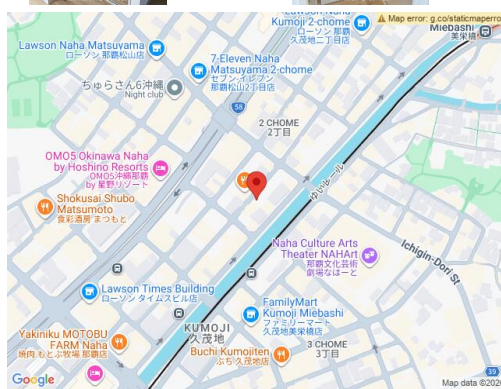 Kumoji 2-chome
ローソン 那覇
久茂地二丁目店
Map error: g.co/staticmaperro
Miebashi
美栄橋
Lawson Naha
Matsuyama
ローソン 那覇松山店
7-Eleven Naha
Matsuyama 2-chome
セブン-イレブン
那覇松山2丁目店
ちゅらさん6沖縄
Night club
58
2 CHOME
2丁目
OMO5 Okinawa Naha
by Hoshino Resorts
OMO5沖縄那覇
by 星野リゾート
Shokusai Shubo
Matsumoto
食彩酒房 まつもと
ゆいレール
Naha Culture Arts
Theater NAHArt
那覇文化芸術
劇場なはーと
Ichigin-Dori St
Lawson Times Building
ローソン タイムスビル店
FamilyMart
Kumoji Miebashi
ファミリーマート
久茂地美栄橋店
KUMOJI
久茂地
Yakiniku MOTOBU
FARM Naha
焼肉 もとぶ牧場 那覇店
Buchi Kumojiten
ぶち 久茂地店
3 CHOME
3丁目
39
Google
Map data ©202